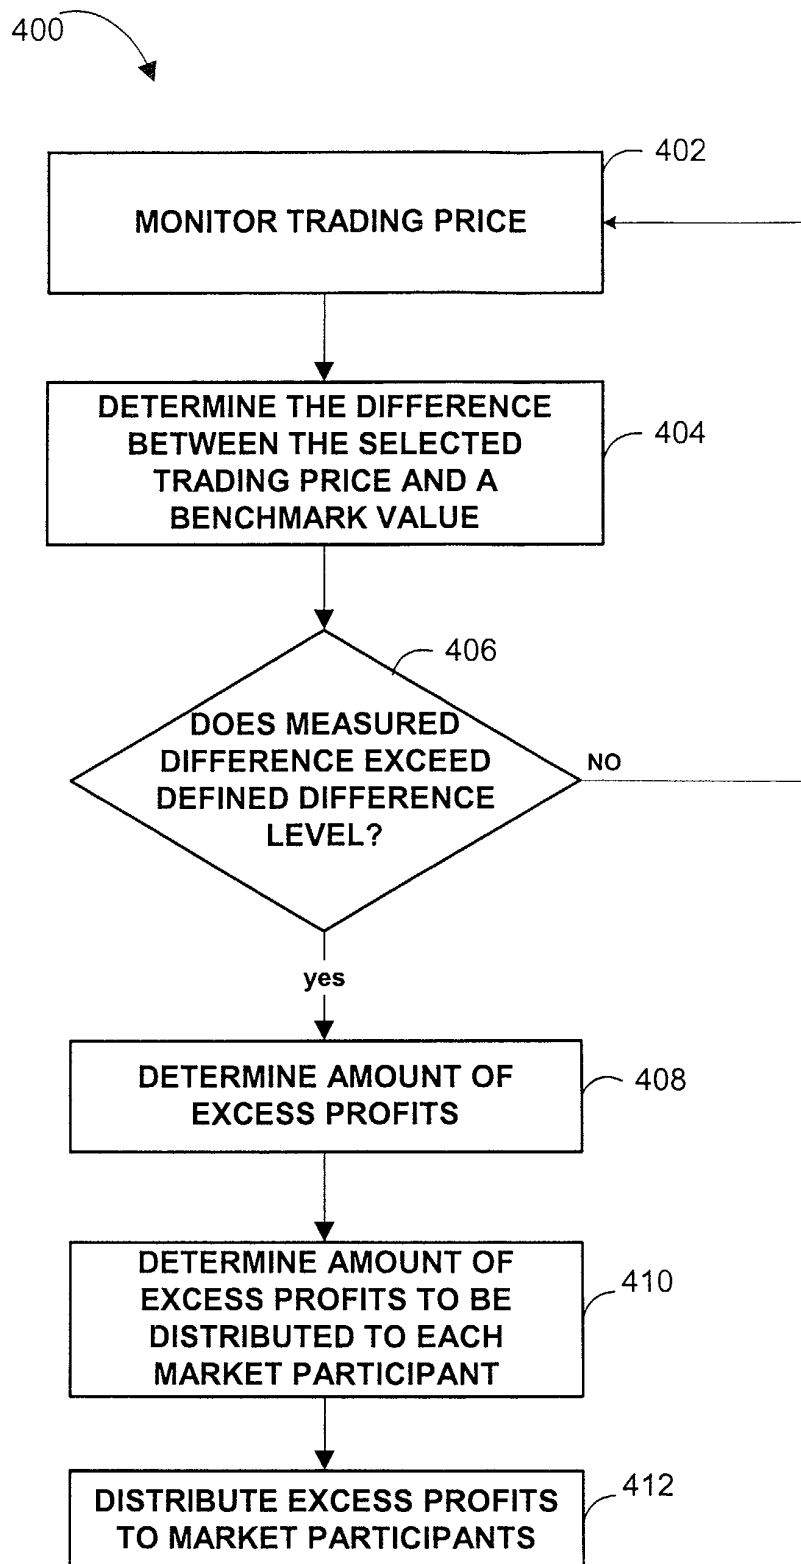 400
402
MONITOR TRADING PRICE
DETERMINE THE DIFFERENCE
BETWEEN THE SELECTED
TRADING PRICE AND A
BENCHMARK VALUE
404
406
DOES MEASURED
DIFFERENCE EXCEED
DEFINED DIFFERENCE
LEVEL?
NO
yes
DETERMINE AMOUNT OF
EXCESS PROFITS
408
DETERMINE AMOUNT OF
EXCESS PROFITS TO BE
DISTRIBUTED TO EACH
MARKET PARTICIPANT
410
DISTRIBUTE EXCESS PROFITS
TO MARKET PARTICIPANTS
412